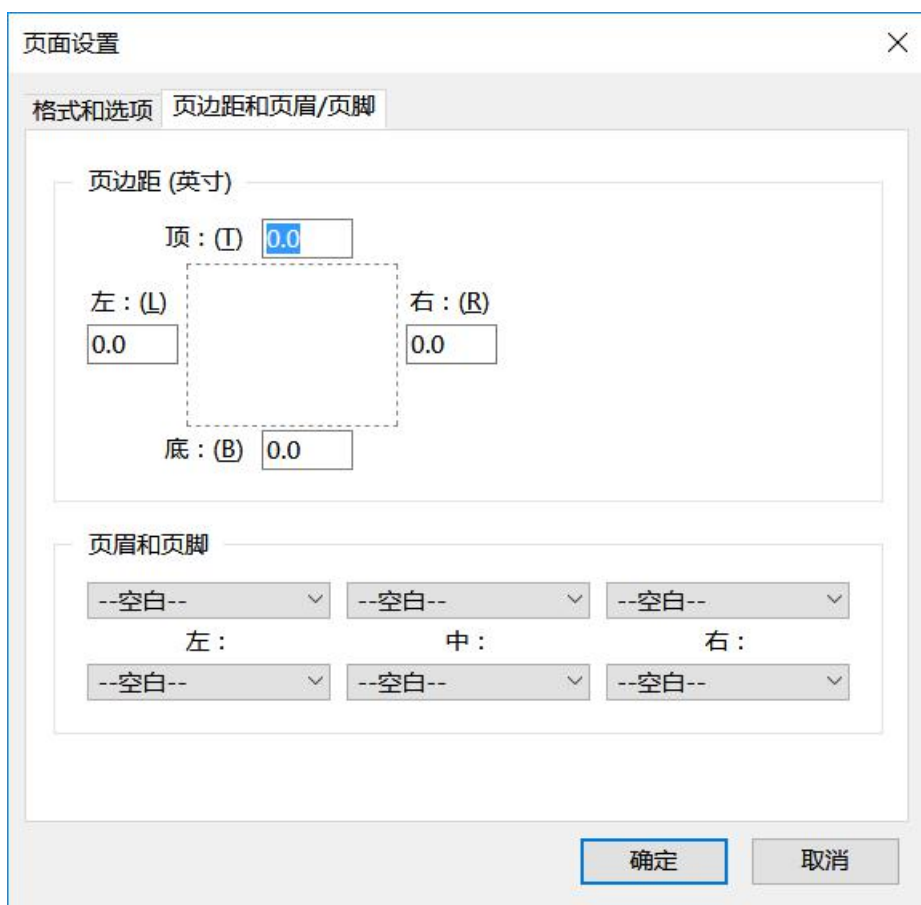 页面设置
格式和选项 页边距和页眉/页脚
页边距 (英寸)
顶：(T) 0.0
左：(L) 右：(R)
0.0 0.0
底：(B) 0.0
页眉和页脚
--空白-- --空白-- --空白--
左： 中： 右：
--空白-- --空白-- --空白--
确定 取消